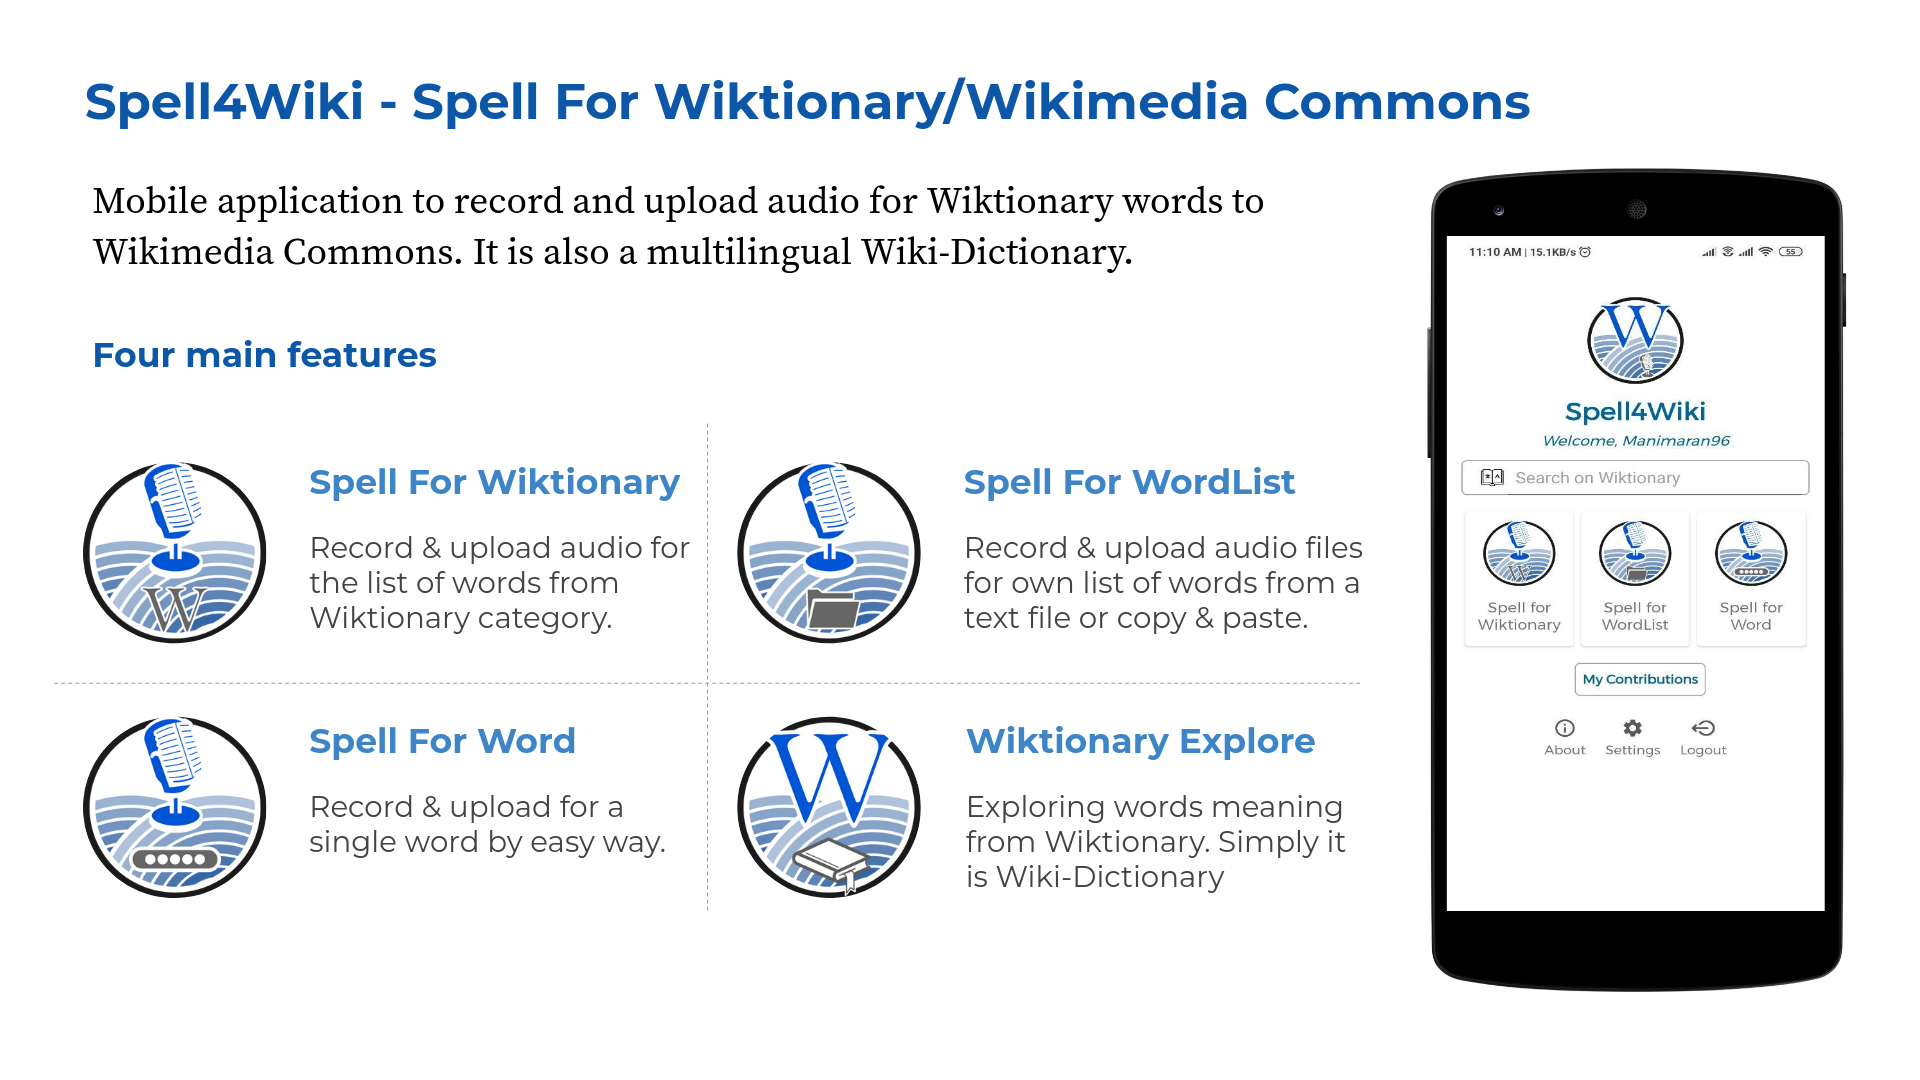 Spell4Wiki - Spell For Wiktionary/Wikimedia Commons
Mobile application to record and upload audio for Wiktionary words to
Wikimedia Commons. It is also a multilingual Wiki-Dictionary.
Four main features
Spell For Wiktionary
Record & upload audio for
the list of words from
Wiktionary category.
Spell For WordList
Record & upload audio files
for own list of words from a
text file or copy & paste.
Spell For Word
Record & upload for a
single word by easy way.
Wiktionary Explore
Exploring words meaning
from Wiktionary. Simply it
is Wiki-Dictionary
11:10 AM | 15.1KB/s
55
Spell4Wiki
Welcome, Manimaran96
Search on Wiktionary
Spell for
Wiktionary
Spell for
WordList
Spell for
Word
My Contributions
About
Settings
Logout